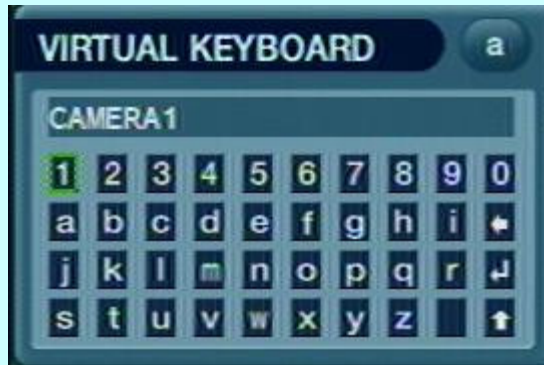 VIRTUAL KEYBOARD a
CAMERA1
1 2 3 4 5 6 7 8 9 0
a b c d e f g h i ←
j k l m n o p q r ↵
s t u v w x y z ↑